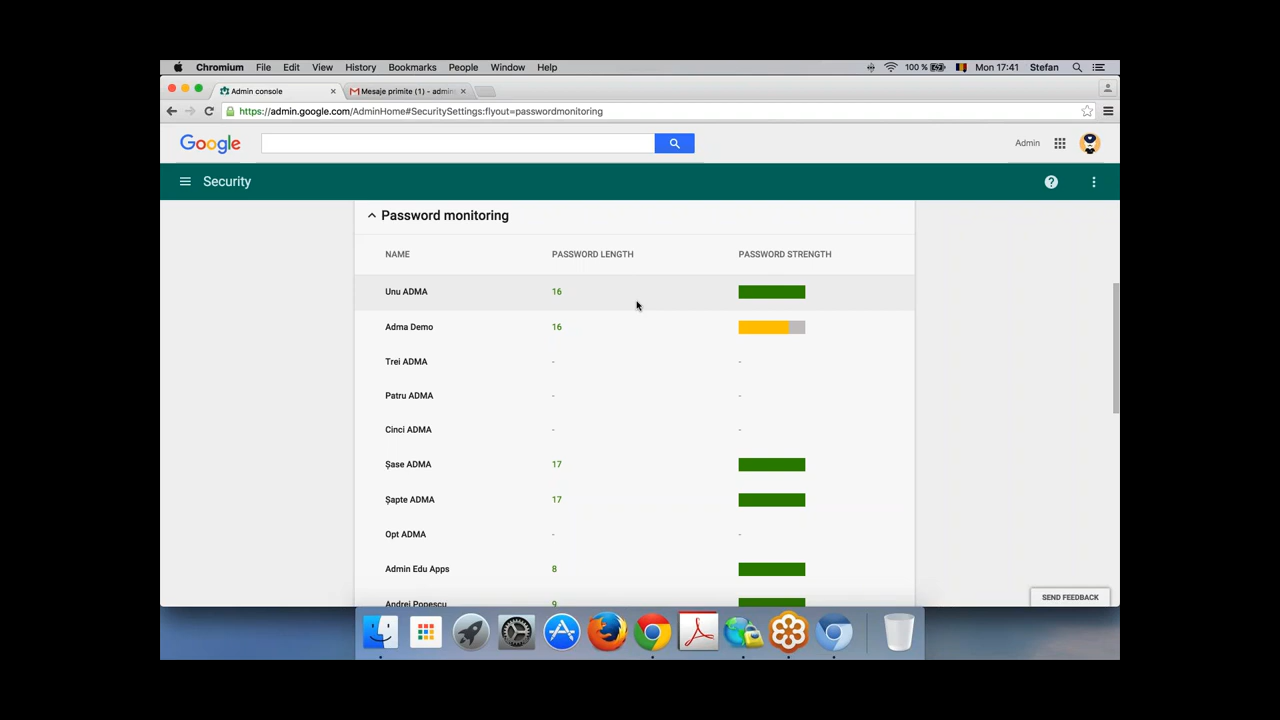 Chromium File Edit View History Bookmarks People Window Help 100 % Mon 17:41 Stefan
Admin console Mesaje primite (1) - admin
https://admin.google.com/AdminHome#SecuritySettings:flyout=passwordmonitoring
Google Admin
Security
Password monitoring
NAME PASSWORD LENGTH PASSWORD STRENGTH
Unu ADMA 16
Adma Demo 16
Trei ADMA - -
Patru ADMA - -
Cinci ADMA - -
Șase ADMA 17
Șapte ADMA 17
Opt ADMA - -
Admin Edu Apps 8
Andrei Popescu 9
SEND FEEDBACK